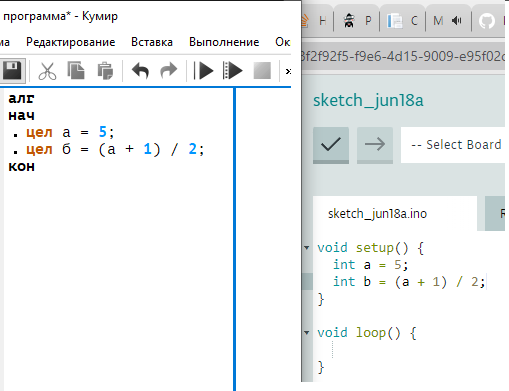 программа* - Кумир
ма Редактирование Вставка Выполнение Ок
»
алг
нач
. цел а = 5;
. цел б = (а + 1) / 2;
кон
H P C M
3f2f92f5-f9e6-4d15-9009-e95f02c
sketch_jun18a
-- Select Board
sketch_jun18a.ino
R
void setup() {
int a = 5;
int b = (a + 1) / 2;
}
void loop() {
}